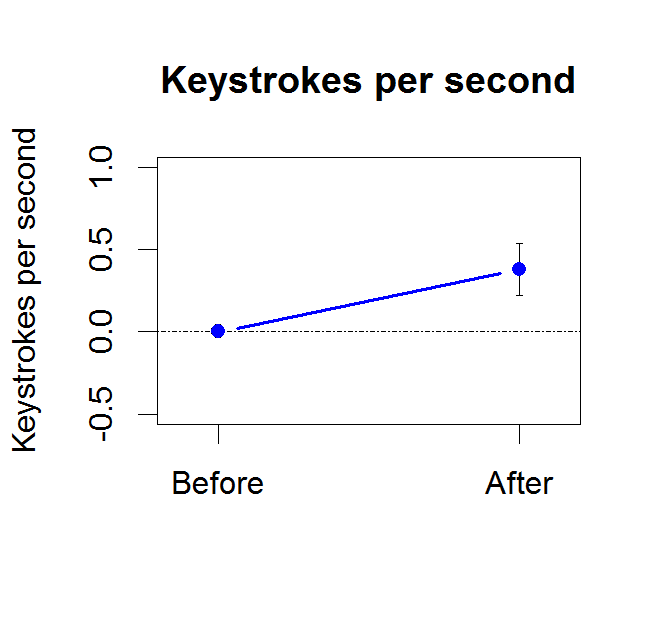 Keystrokes per second
Keystrokes per second
1.0
0.5
0.0
-0.5
Before After